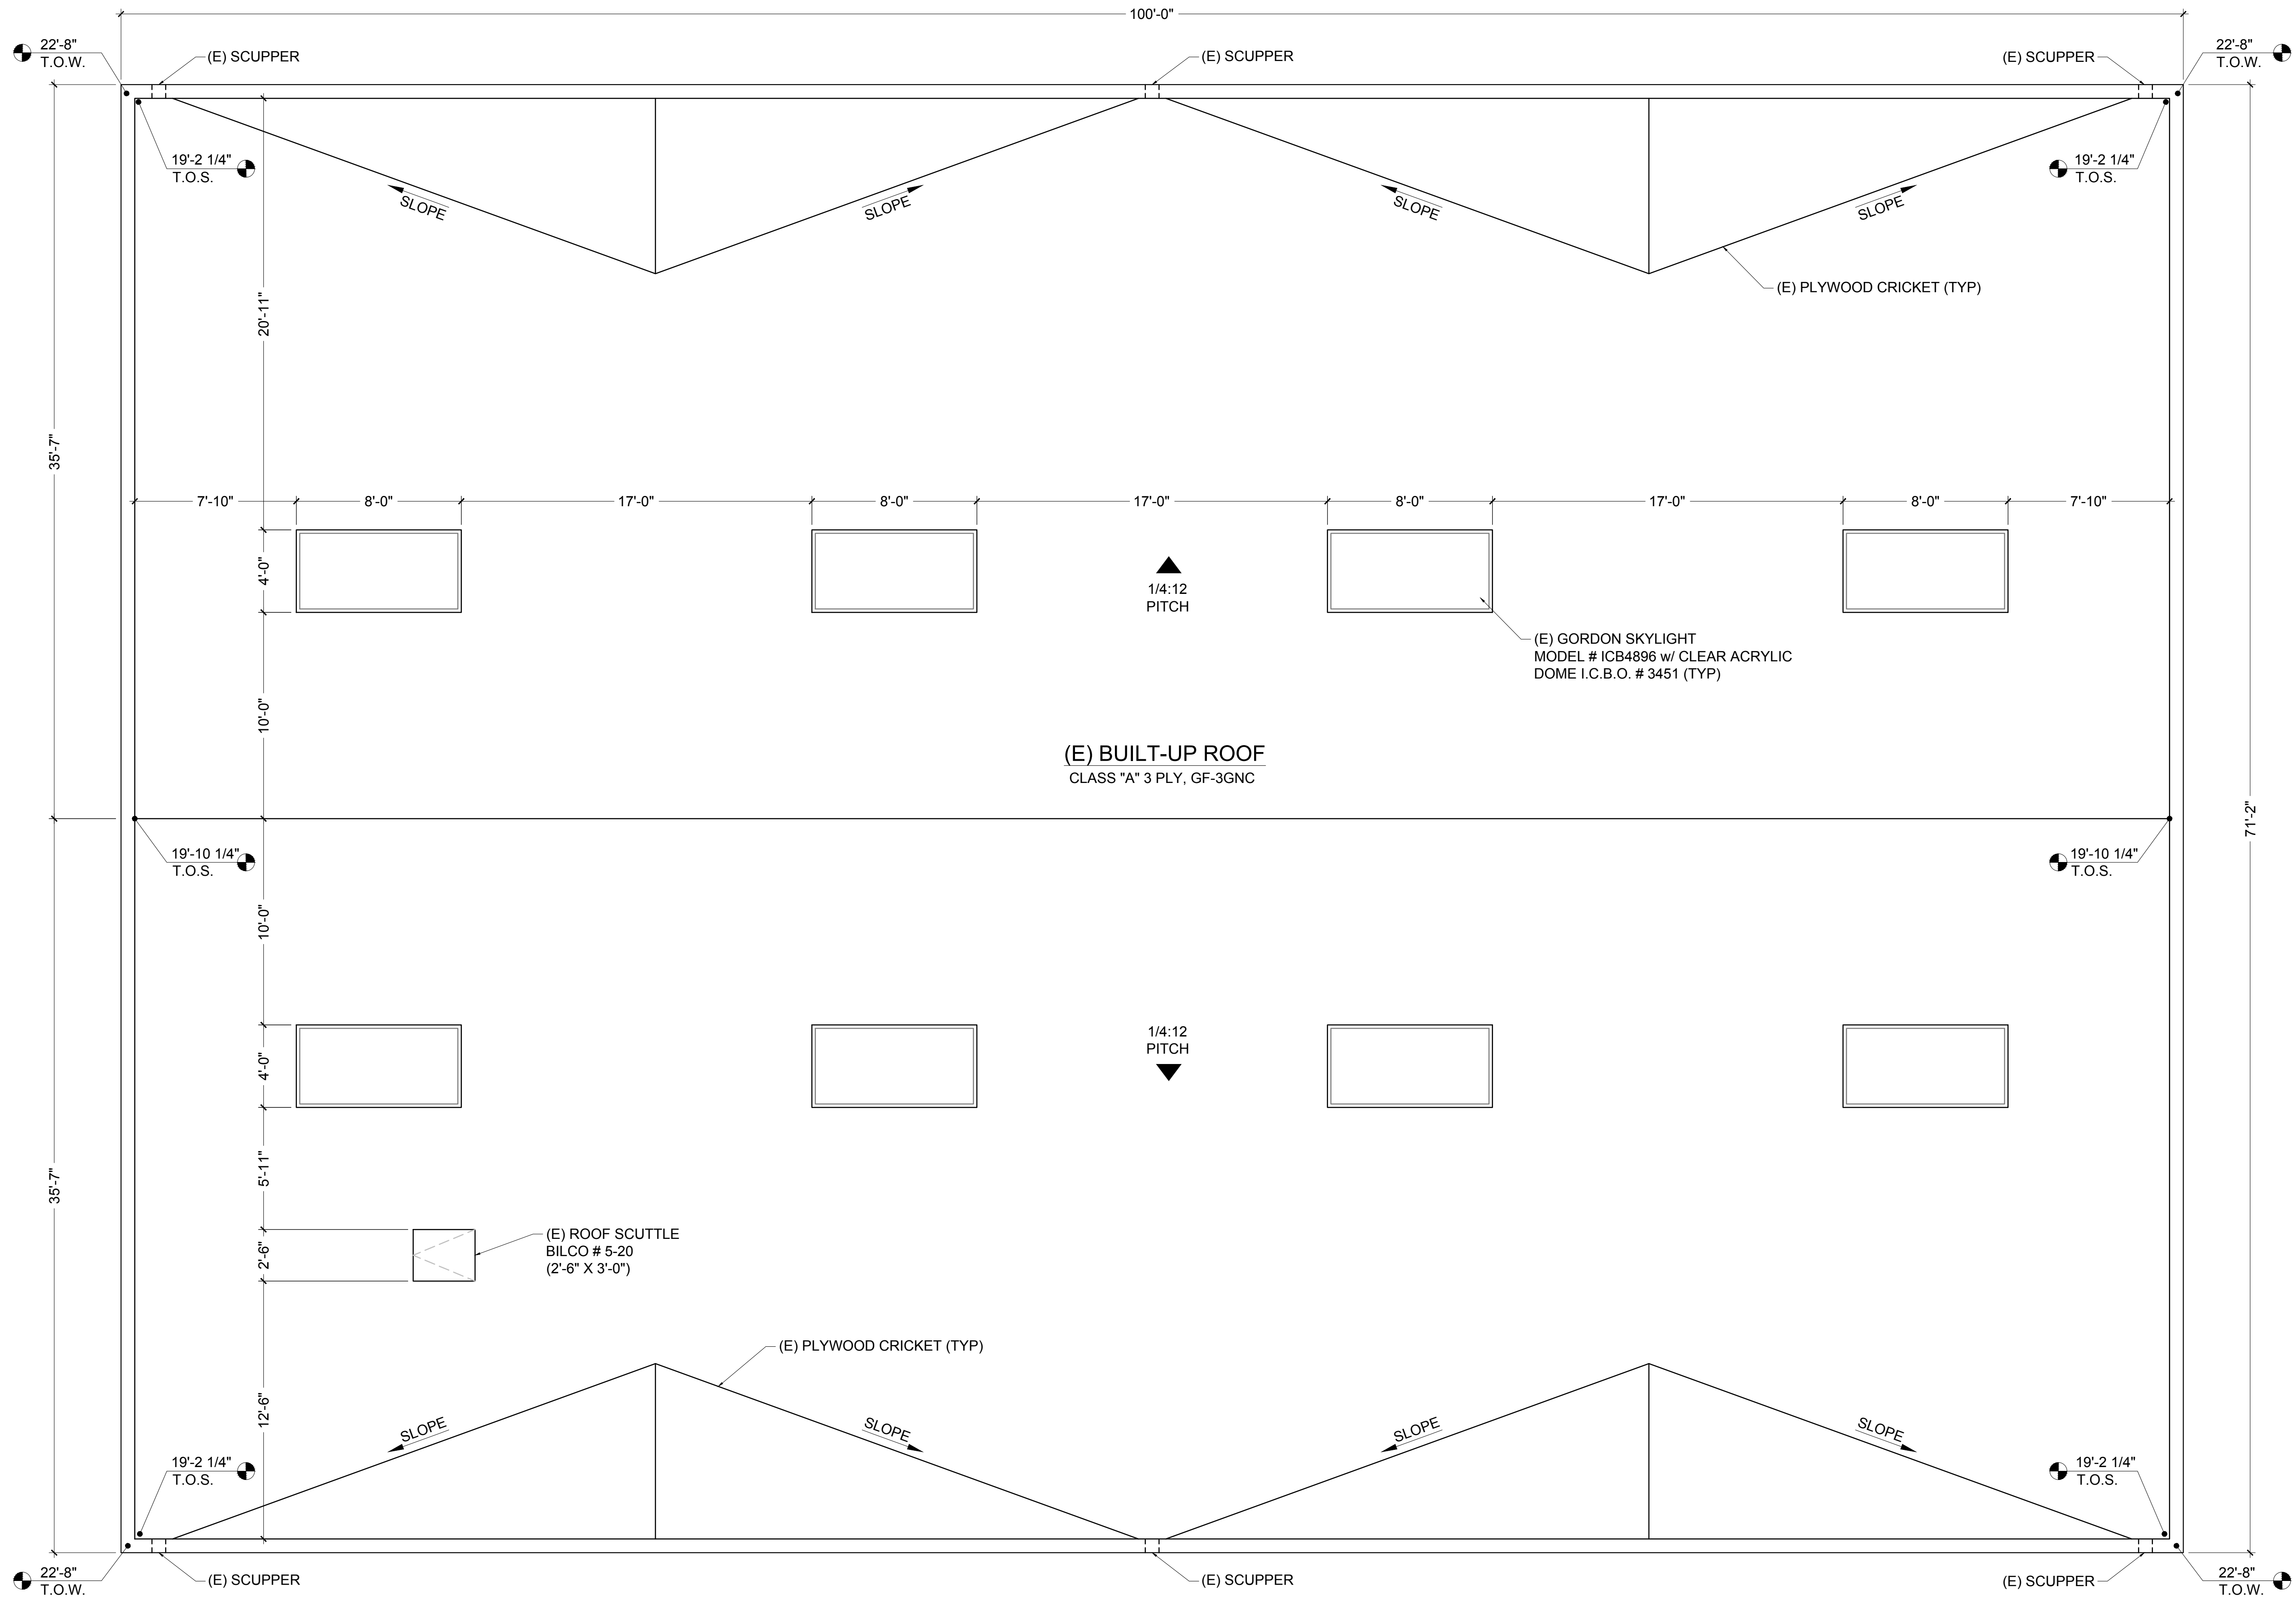 100'-0"
22'-8"
T.O.W.
(E) SCUPPER
(E) SCUPPER
(E) SCUPPER
22'-8"
T.O.W.
19'-2 1/4"
T.O.S.
19'-2 1/4"
T.O.S.
SLOPE
SLOPE
SLOPE
SLOPE
(E) PLYWOOD CRICKET (TYP)
20'-11"
35'-7"
7'-10"
8'-0"
17'-0"
8'-0"
17'-0"
8'-0"
17'-0"
8'-0"
7'-10"
4'-0"
1/4:12
PITCH
(E) GORDON SKYLIGHT
MODEL # ICB4896 w/ CLEAR ACRYLIC
DOME I.C.B.O. # 3451 (TYP)
10'-0"
(E) BUILT-UP ROOF
CLASS "A" 3 PLY, GF-3GNC
71'-2"
19'-10 1/4"
T.O.S.
19'-10 1/4"
T.O.S.
10'-0"
4'-0"
1/4:12
PITCH
5'-11"
35'-7"
2'-6"
(E) ROOF SCUTTLE
BILCO # 5-20
(2'-6" X 3'-0")
(E) PLYWOOD CRICKET (TYP)
12'-6"
SLOPE
SLOPE
SLOPE
SLOPE
19'-2 1/4"
T.O.S.
19'-2 1/4"
T.O.S.
22'-8"
T.O.W.
(E) SCUPPER
(E) SCUPPER
(E) SCUPPER
22'-8"
T.O.W.